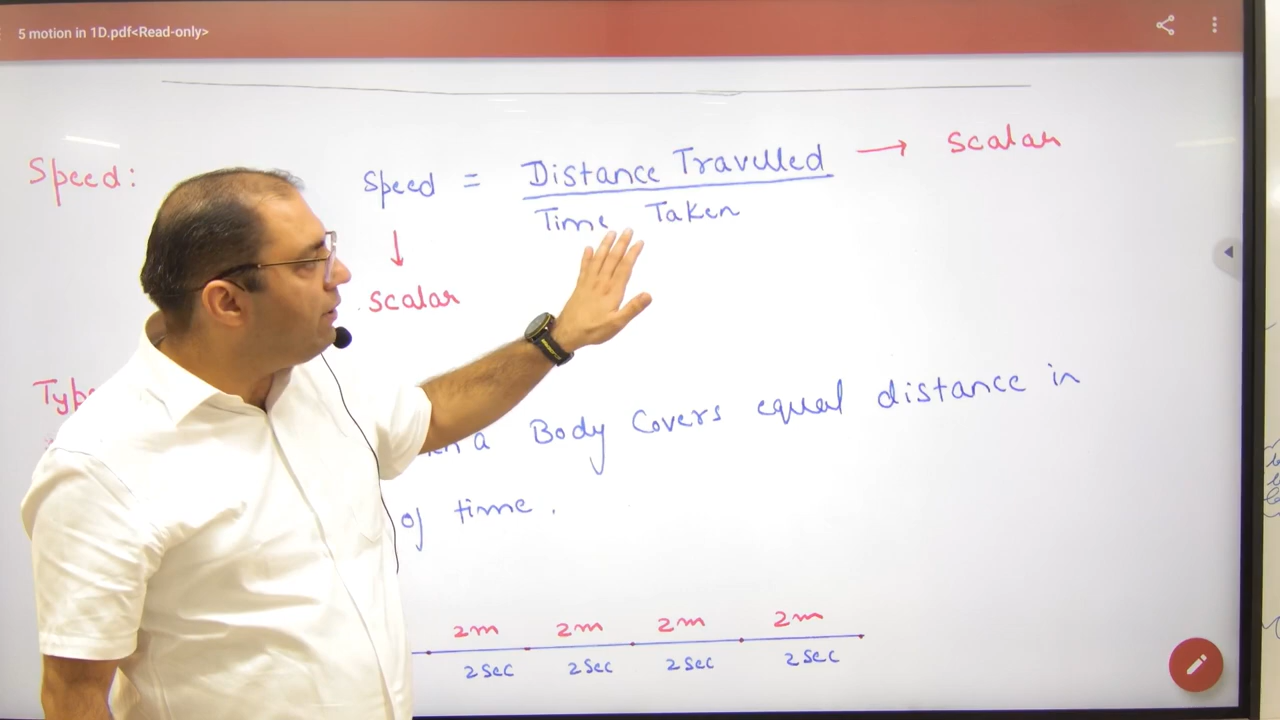 5 motion in 1D.pdf<Read-only>
Speed:
Speed = Distance Travelled → Scalar
Time Taken
↓
Scalar
a Body Covers equal distance in
of time.
2m 2m 2m 2m
2Sec 2Sec 2Sec 2Sec